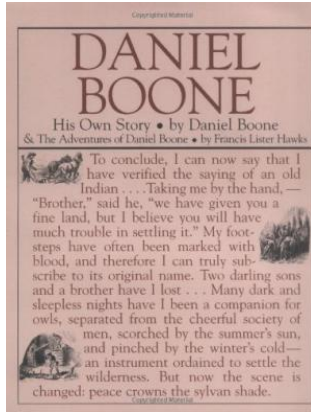 Copyrighted Material
DANIEL
BOONE
His Own Story • by Daniel Boone
& The Adventures of Daniel Boone • by Francis Lister Hawks
To conclude, I can now say that I
have verified the saying of an old
Indian . . . .Taking me by the hand, —
“Brother,” said he, “we have given you a
fine land, but I believe you will have
much trouble in settling it.” My foot-
steps have often been marked with
blood, and therefore I can truly sub-
scribe to its original name. Two darling sons
and a brother have I lost . . . Many dark and
sleepless nights have I been a companion for
owls, separated from the cheerful society of
men, scorched by the summer’s sun,
and pinched by the winter’s cold—
an instrument ordained to settle the
wilderness. But now the scene is
changed: peace crowns the sylvan shade.
Copyrighted Material